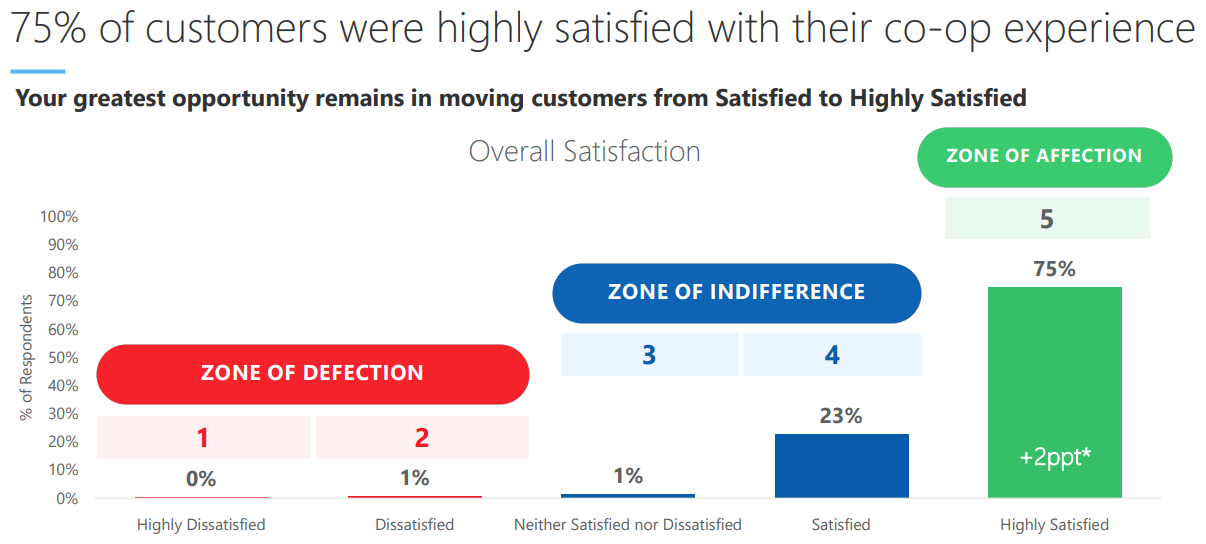 75% of customers were highly satisfied with their co-op experience
Your greatest opportunity remains in moving customers from Satisfied to Highly Satisfied
Overall Satisfaction
ZONE OF AFFECTION
5
75%
ZONE OF INDIFFERENCE
3
4
23%
1%
ZONE OF DEFECTION
1
2
0%
1%
+2ppt*
% of Respondents
100%
90%
80%
70%
60%
50%
40%
30%
20%
10%
0%
Highly Dissatisfied
Dissatisfied
Neither Satisfied nor Dissatisfied
Satisfied
Highly Satisfied